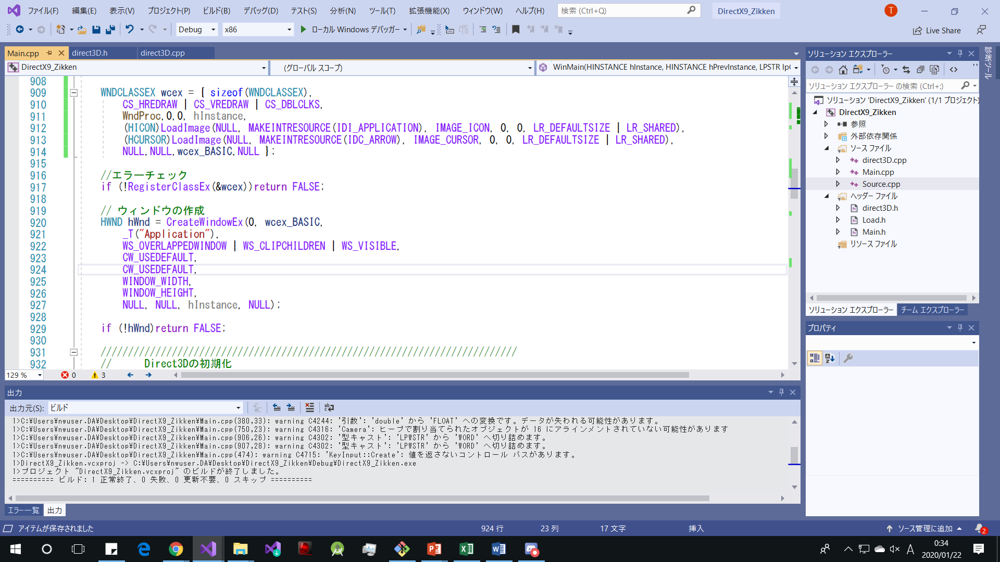 ファイル(F) 編集(E) 表示(V) プロジェクト(P) ビルド(B) デバッグ(D) テスト(S) 分析(N) ツール(T) 拡張機能(X) ウィンドウ(W) ヘルプ(H) 検索 (Ctrl+Q) DirectX9_Zikken T
Debug x86 ローカル Windows デバッガー Live Share
Main.cpp direct3D.h direct3D.cpp
DirectX9_Zikken (グローバル スコープ) WinMain(HINSTANCE hInstance, HINSTANCE hPrevInstance, LPSTR lpC
908
909 WNDCLASSEX wcex = { sizeof(WNDCLASSEX),
910 CS_HREDRAW | CS_VREDRAW | CS_DBLCLKS,
911 WndProc,0,0, hInstance,
912 (HICON)LoadImage(NULL, MAKEINTRESOURCE(IDI_APPLICATION), IMAGE_ICON, 0, 0, LR_DEFAULTSIZE | LR_SHARED),
913 (HCURSOR)LoadImage(NULL, MAKEINTRESOURCE(IDC_ARROW), IMAGE_CURSOR, 0, 0, LR_DEFAULTSIZE | LR_SHARED),
914 NULL,NULL,wcex_BASIC,NULL };
915
916 //エラーチェック
917 if (!RegisterClassEx(&wcex))return FALSE;
918
919 // ウィンドウの作成
920 HWND hWnd = CreateWindowEx(0, wcex_BASIC,
921 _T("Application"),
922 WS_OVERLAPPEDWINDOW | WS_CLIPCHILDREN | WS_VISIBLE,
923 CW_USEDEFAULT,
924 CW_USEDEFAULT,
925 WINDOW_WIDTH,
926 WINDOW_HEIGHT,
927 NULL, NULL, hInstance, NULL);
928
929 if (!hWnd)return FALSE;
930
931 ////////////////////////////////////////////////////////////////////////////
932 // Direct3Dの初期化
129 % 0 3
出力
出力元(S): ビルド
1>C:¥Users¥nwuser.DA¥Desktop¥DirectX9_Zikken¥Main.cpp(380,33): warning C4244: '引数': 'double' から 'FLOAT' への変換です。データが失われる可能性があります。
1>C:¥Users¥nwuser.DA¥Desktop¥DirectX9_Zikken¥Main.cpp(750,23): warning C4316: 'Camera': ヒープで割り当てられたオブジェクトが 16 にアラインメントされていない可能性があります
1>C:¥Users¥nwuser.DA¥Desktop¥DirectX9_Zikken¥Main.cpp(906,26): warning C4302: '型キャスト': 'LPWSTR' から 'WORD' へ切り詰めます。
1>C:¥Users¥nwuser.DA¥Desktop¥DirectX9_Zikken¥Main.cpp(907,28): warning C4302: '型キャスト': 'LPWSTR' から 'WORD' へ切り詰めます。
1>C:¥Users¥nwuser.DA¥Desktop¥DirectX9_Zikken¥Main.cpp(474): warning C4715: 'KeyInput::Create': 値を返さないコントロール パスがあります。
1>DirectX9_Zikken.vcxproj -> C:¥Users¥nwuser.DA¥Desktop¥DirectX9_Zikken¥Debug¥DirectX9_Zikken.exe
1>プロジェクト "DirectX9_Zikken.vcxproj" のビルドが終了しました。
========== ビルド: 1 正常終了、0 失敗、0 更新不要、0 スキップ ==========
エラー一覧 出力
ソリューション エクスプローラー
ソリューション エクスプローラー の検索 (Ctrl+:)
ソリューション 'DirectX9_Zikken' (1/1 プロジェクト)
DirectX9_Zikken
参照
外部依存関係
ソース ファイル
direct3D.cpp
Main.cpp
Source.cpp
ヘッダー ファイル
direct3D.h
Load.h
Main.h
リソース ファイル
ソリューション エクスプローラー チーム エクスプローラー
プロパティ
診断ツール
アイテムが保存されました 924 行 23 列 17 文字 挿入 ソース管理に追加 2
A 0:34
2020/01/22